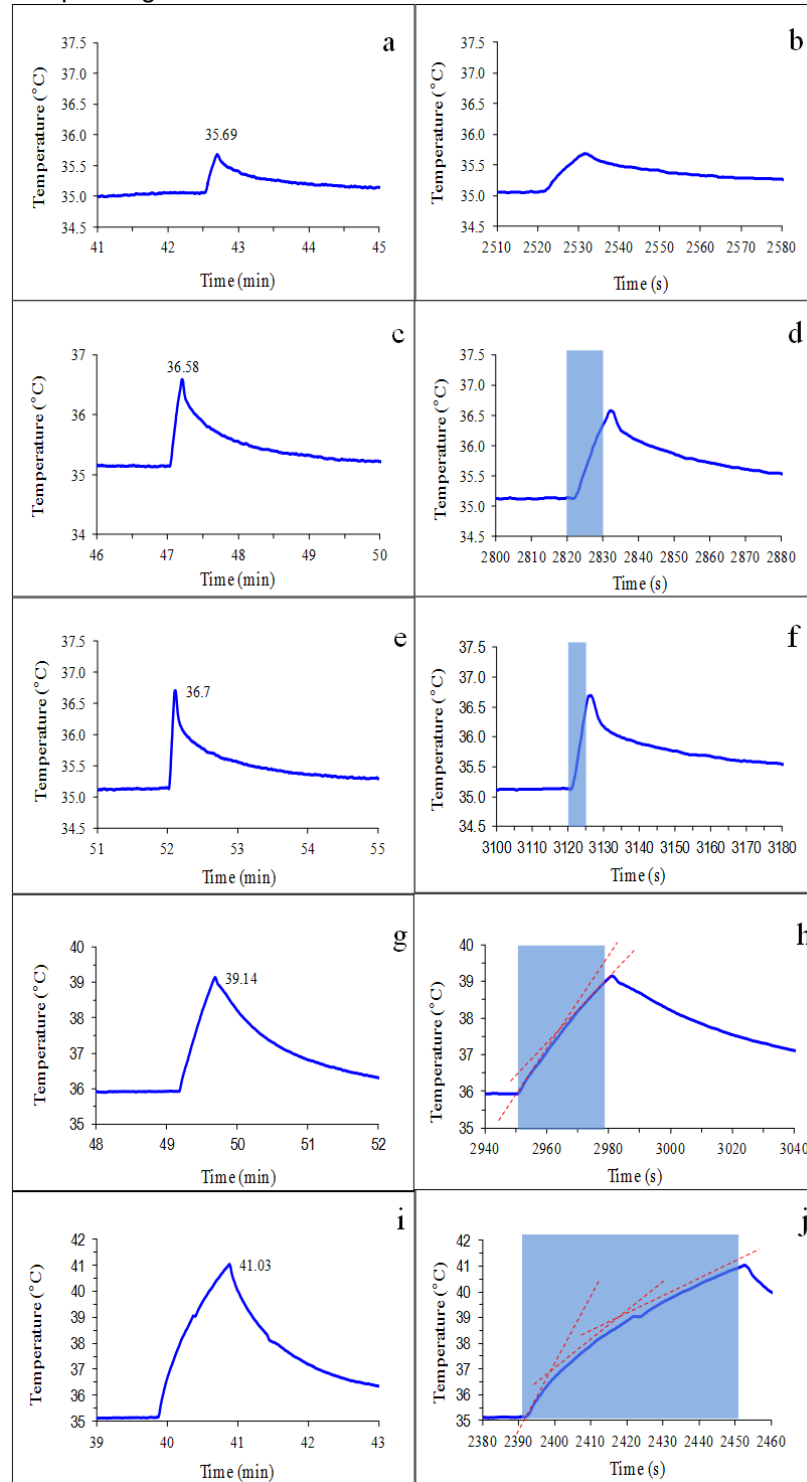 a
Temperature (°C)
37.5
37.0
36.5
36.0
35.5
35.0
34.5
35.69
41 42 43 44 45
Time (min)
b
Temperature (°C)
37.5
37.0
36.5
36.0
35.5
35.0
34.5
2510 2520 2530 2540 2550 2560 2570 2580
Time (s)
c
Temperature (°C)
37
36
35
34
36.58
46 47 48 49 50
Time (min)
d
Temperature (°C)
37.5
37.0
36.5
36.0
35.5
35.0
34.5
2800 2810 2820 2830 2840 2850 2860 2870 2880
Time (s)
e
Temperature (°C)
37.5
37.0
36.5
36.0
35.5
35.0
34.5
36.7
51 52 53 54 55
Time (min)
f
Temperature (°C)
37.5
37.0
36.5
36.0
35.5
35.0
34.5
3100 3110 3120 3130 3140 3150 3160 3170 3180
Time (s)
g
Temperature (°C)
40
39
38
37
36
35
39.14
48 49 50 51 52
Time (min)
h
Temperature (°C)
40
39
38
37
36
35
2940 2960 2980 3000 3020 3040
Time (s)
i
Temperature (°C)
42
41
40
39
38
37
36
35
41.03
39 40 41 42 43
Time (min)
j
Temperature (°C)
42
41
40
39
38
37
36
35
2380 2390 2400 2410 2420 2430 2440 2450 2460
Time (s)